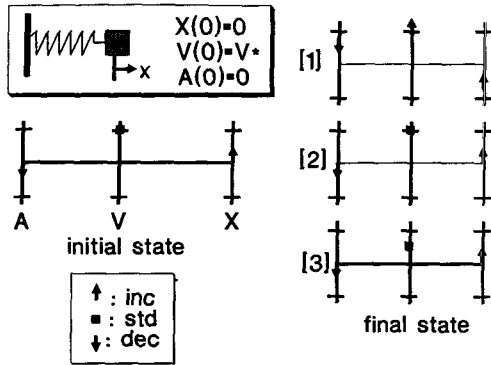 X(0)=0
V(0)=V*
A(0)=0
x
A V X
initial state
: inc
: std
: dec
[1]
[2]
[3]
final state